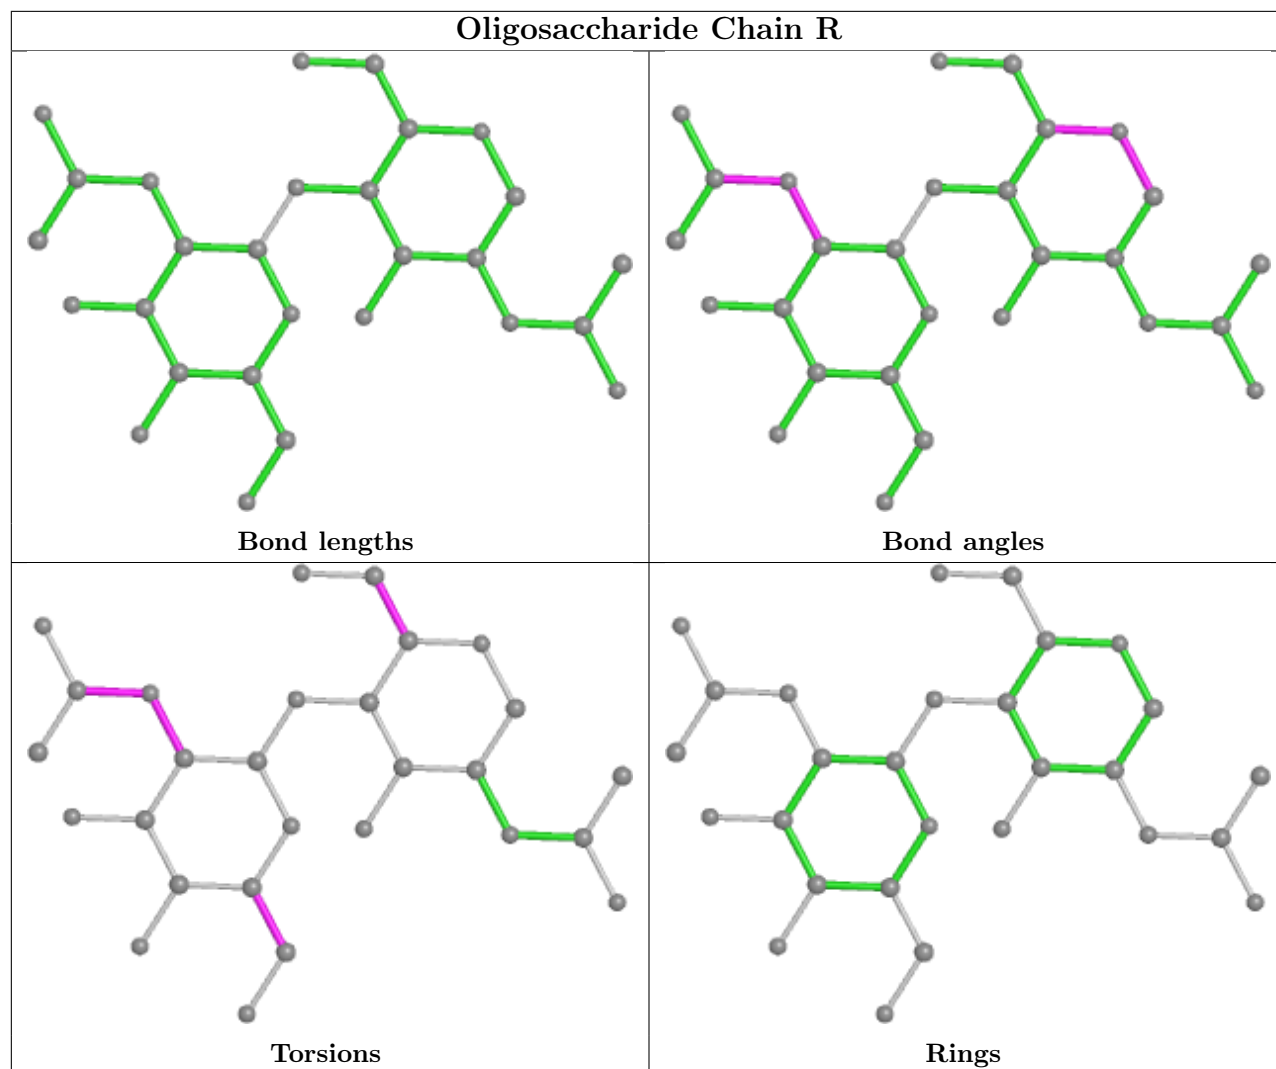 Oligosaccharide Chain R
Bond lengths
Bond angles
Torsions
Rings